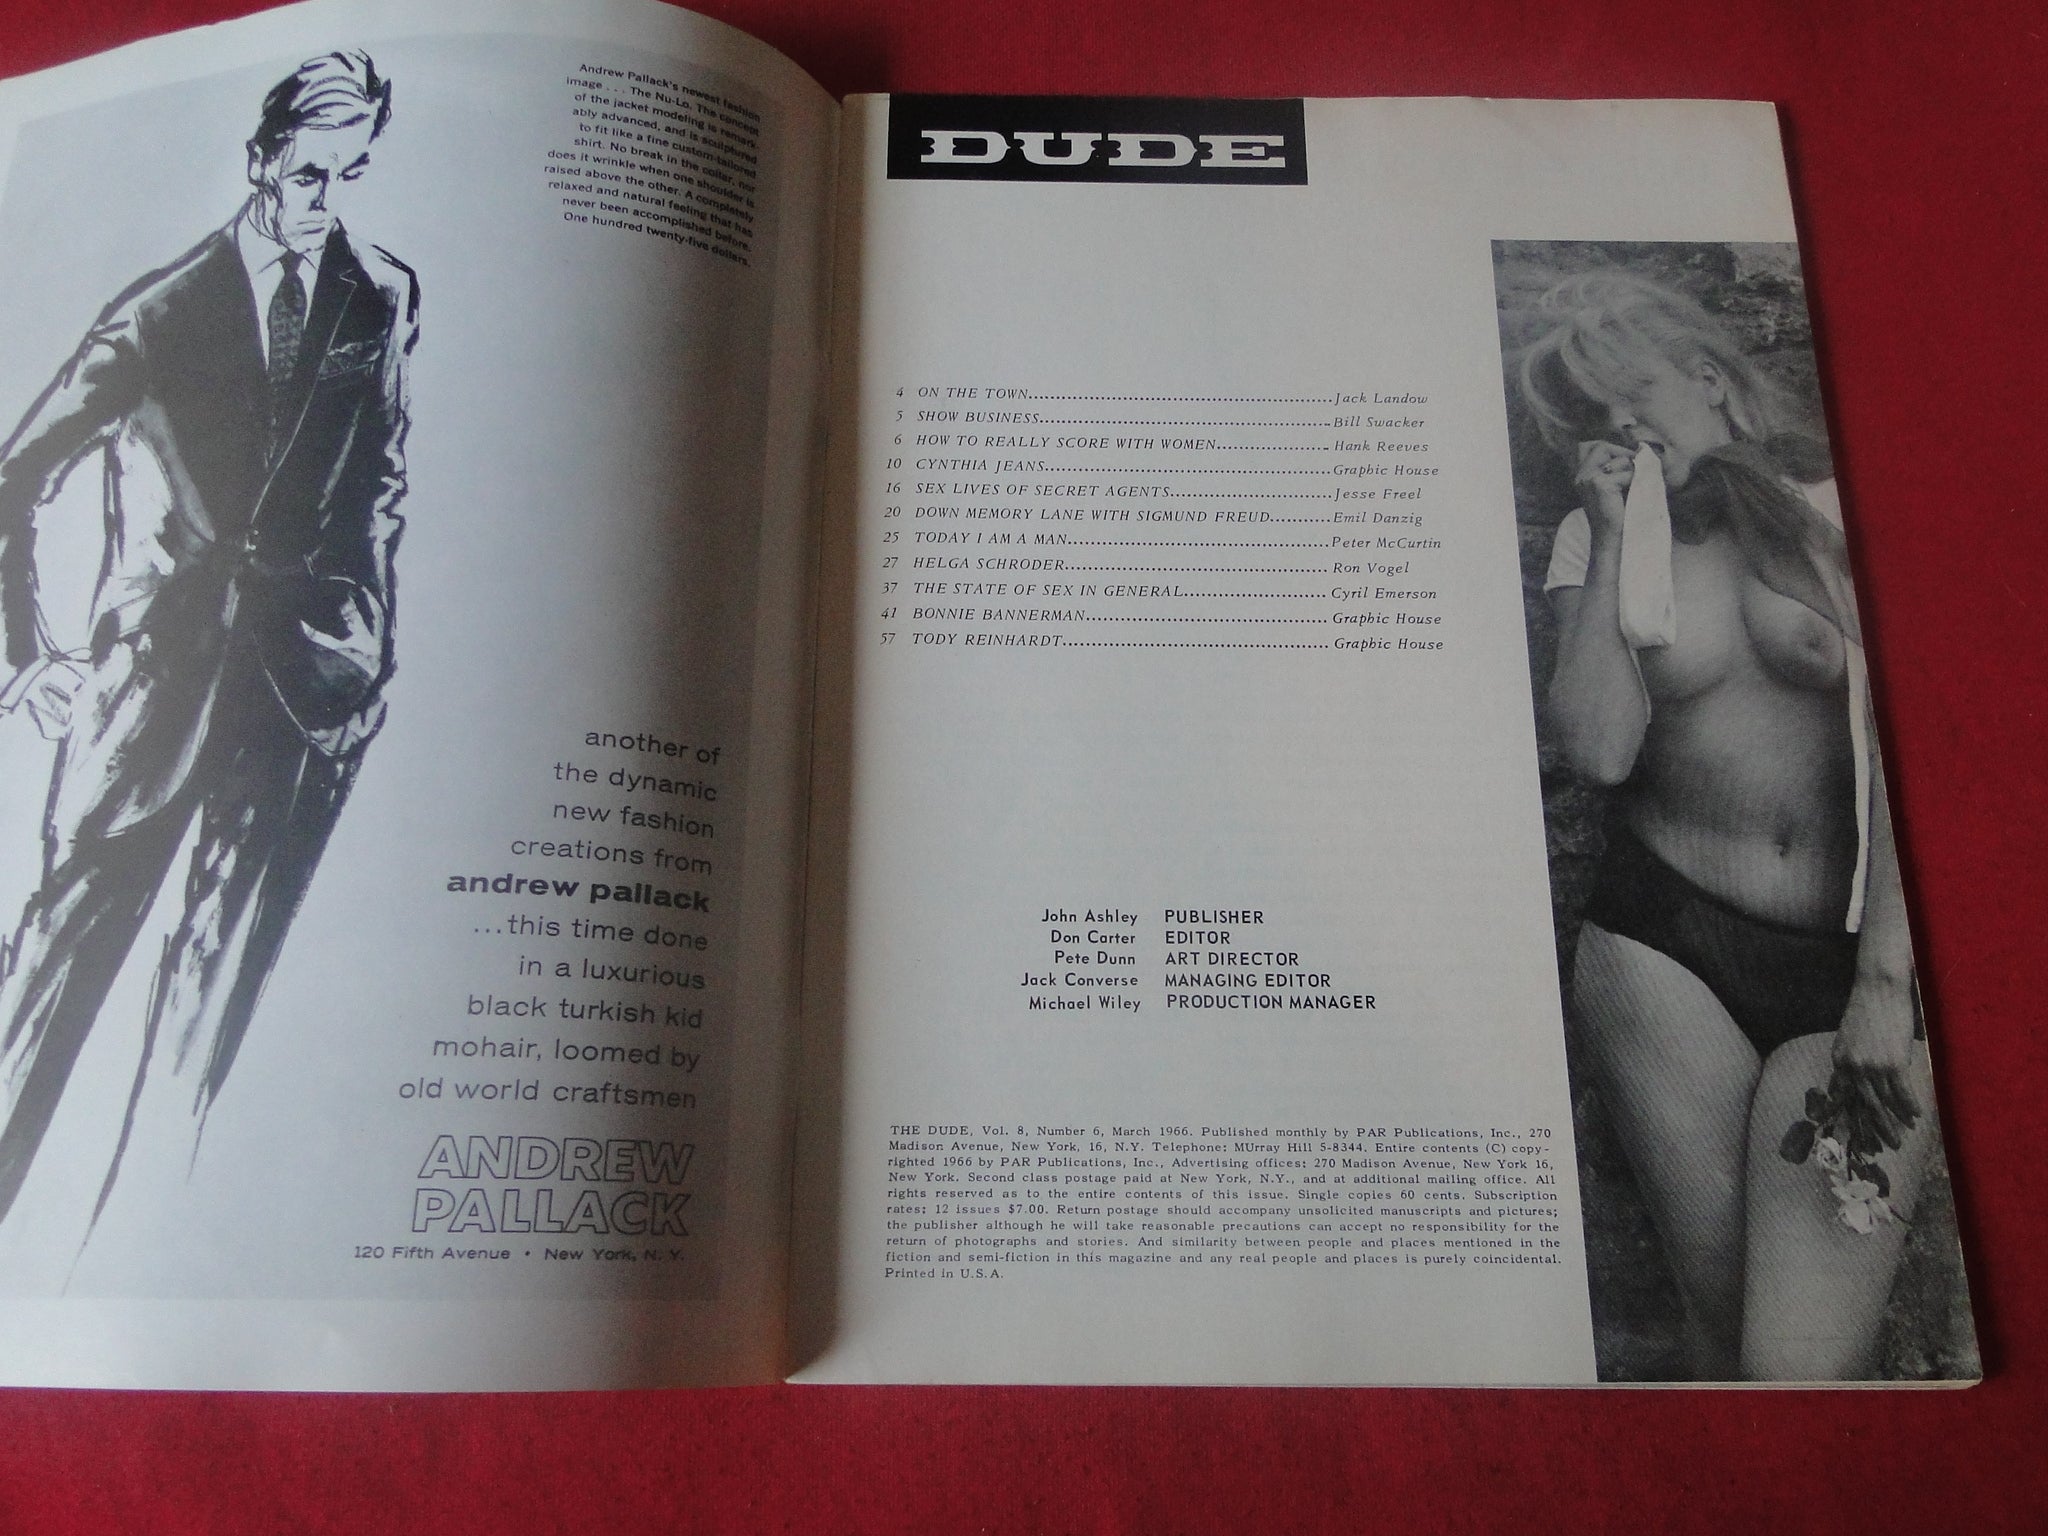 Andrew Pallack's newest fashion
image . . . The Nu-Lo. The concept
of the jacket modeling is remark-
ably advanced, and is sculptured
to fit like a fine custom-tailored
shirt. No break in the collar, nor
does it wrinkle when one shoulder is
raised above the other. A completely
relaxed and natural feeling that has
never been accomplished before.
One hundred twenty-five dollars.
another of
the dynamic
new fashion
creations from
andrew pallack
...this time done
in a luxurious
black turkish kid
mohair, loomed by
old world craftsmen
ANDREW
PALLACK
120 Fifth Avenue • New York, N. Y.
DUDE
4 ON THE TOWN........Jack Landow
5 SHOW BUSINESS........Bill Swacker
6 HOW TO REALLY SCORE WITH WOMEN........Hank Reeves
10 CYNTHIA JEANS........Graphic House
16 SEX LIVES OF SECRET AGENTS........Jesse Freel
20 DOWN MEMORY LANE WITH SIGMUND FREUD........Emil Danzig
25 TODAY I AM A MAN........Peter McCurtin
27 HELGA SCHRODER........Ron Vogel
37 THE STATE OF SEX IN GENERAL........Cyril Emerson
41 BONNIE BANNERMAN........Graphic House
57 TODY REINHARDT........Graphic House
John Ashley PUBLISHER
Don Carter EDITOR
Pete Dunn ART DIRECTOR
Jack Converse MANAGING EDITOR
Michael Wiley PRODUCTION MANAGER
THE DUDE, Vol. 8, Number 6, March 1966. Published monthly by PAR Publications, Inc., 270
Madison Avenue, New York, 16, N.Y. Telephone: MUrray Hill 5-8344. Entire contents (C) copy-
righted 1966 by PAR Publications, Inc., Advertising offices: 270 Madison Avenue, New York 16,
New York. Second class postage paid at New York, N.Y., and at additional mailing office. All
rights reserved as to the entire contents of this issue. Single copies 60 cents. Subscription
rates: 12 issues $7.00. Return postage should accompany unsolicited manuscripts and pictures;
the publisher although he will take reasonable precautions can accept no responsibility for the
return of photographs and stories. And similarity between people and places mentioned in the
fiction and semi-fiction in this magazine and any real people and places is purely coincidental.
Printed in U.S.A.